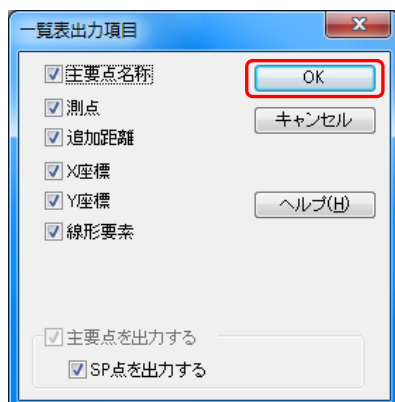 一覧表出力項目
主要点名称
OK
測点
キャンセル
追加距離
X座標
Y座標
ヘルプ(H)
線形要素
主要点を出力する
SP点を出力する